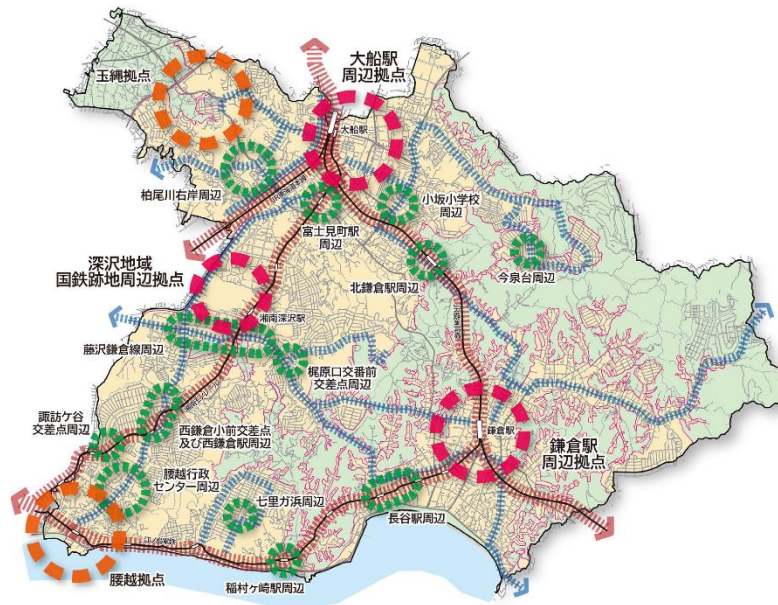 玉縄拠点
大船駅
周辺拠点
大船駅
柏尾川右岸周辺
富士見町駅
周辺
小坂小学校
周辺
今泉台周辺
北鎌倉駅周辺
深沢地域
国鉄跡地周辺拠点
湘南深沢駅
藤沢鎌倉線周辺
梶原口交番前
交差点周辺
諏訪ケ谷
交差点周辺
西鎌倉小前交差点
及び西鎌倉駅周辺
鎌倉駅
鎌倉駅
周辺拠点
腰越行政
センター周辺
七里ガ浜周辺
長谷駅周辺
腰越拠点
稲村ヶ崎駅周辺